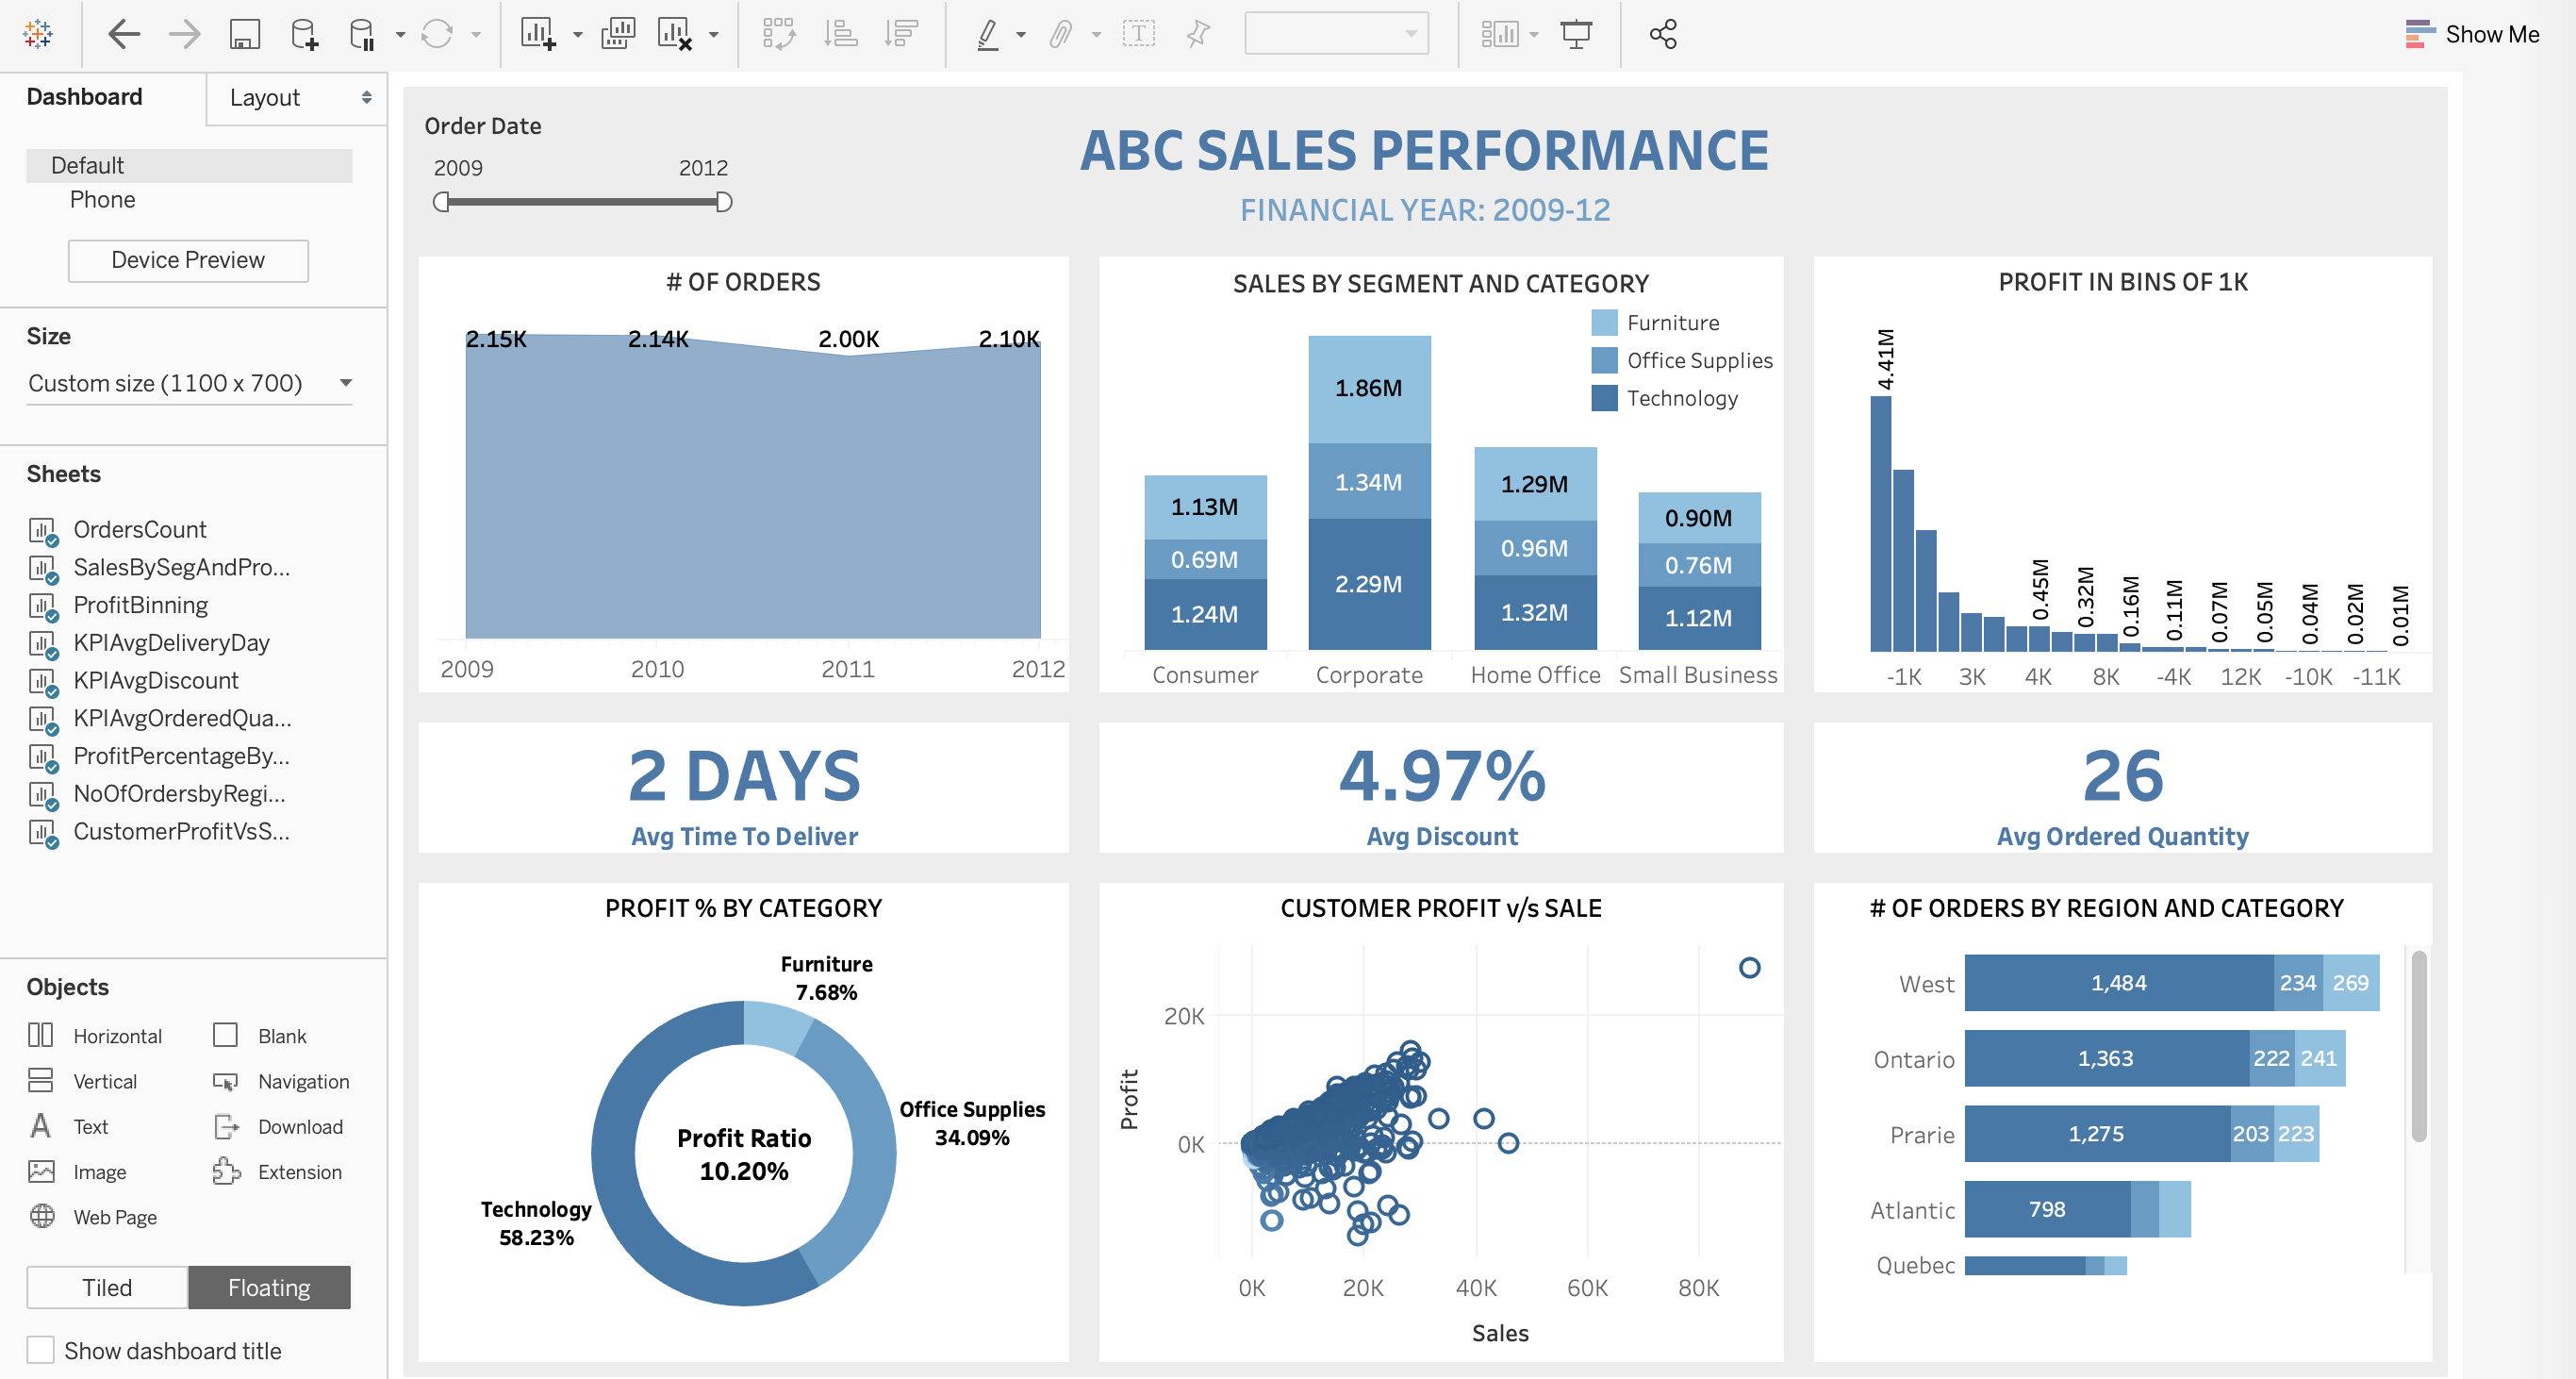 Show Me
Dashboard
Layout
Default
Phone
Device Preview
Size
Custom size (1100 x 700)
Sheets
OrdersCount
SalesBySegAndPro...
ProfitBinning
KPIAvgDeliveryDay
KPIAvgDiscount
KPIAvgOrderedQua...
ProfitPercentageBy...
NoOfOrdersbyRegi...
CustomerProfitVsS...
Objects
Horizontal Blank
Vertical Navigation
Text Download
Image Extension
Web Page
Tiled Floating
Show dashboard title
Order Date
2009 2012
ABC SALES PERFORMANCE
FINANCIAL YEAR: 2009-12
# OF ORDERS
2.15K 2.14K 2.00K 2.10K
2009 2010 2011 2012
SALES BY SEGMENT AND CATEGORY
Furniture
Office Supplies
Technology
1.13M
0.69M
1.24M
1.86M
1.34M
2.29M
1.29M
0.96M
1.32M
0.90M
0.76M
1.12M
Consumer Corporate Home Office Small Business
PROFIT IN BINS OF 1K
4.41M 0.45M 0.32M 0.16M 0.11M 0.07M 0.05M 0.04M 0.02M 0.01M
-1K 3K 4K 8K -4K 12K -10K -11K
2 DAYS
Avg Time To Deliver
4.97%
Avg Discount
26
Avg Ordered Quantity
PROFIT % BY CATEGORY
Furniture
7.68%
Office Supplies
34.09%
Profit Ratio
10.20%
Technology
58.23%
CUSTOMER PROFIT v/s SALE
Profit
20K
0K
0K 20K 40K 60K 80K
Sales
# OF ORDERS BY REGION AND CATEGORY
West 1,484 234 269
Ontario 1,363 222 241
Prarie 1,275 203 223
Atlantic 798
Quebec